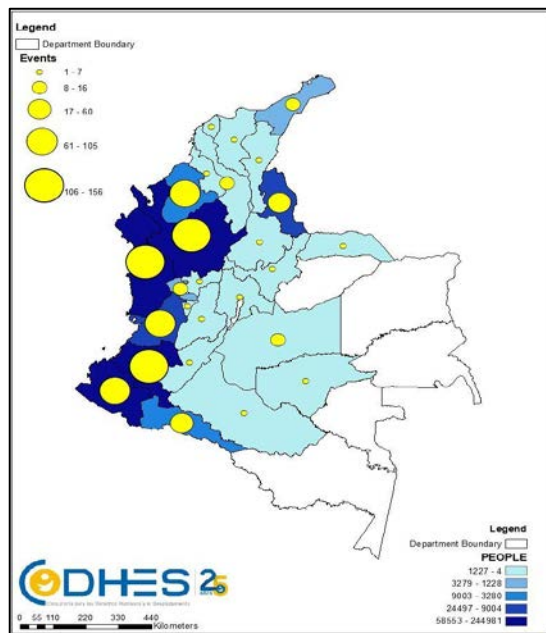 Legend
Department Boundary
Events
1 - 7
8 - 16
17 - 60
61 - 105
106 - 156
CODHES 25
0 55 110 220 330 440
Kilometers
Legend
Department Boundary
PEOPLE
1227 - 4
3279 - 1228
9003 - 3280
24497 - 9004
58553 - 244981